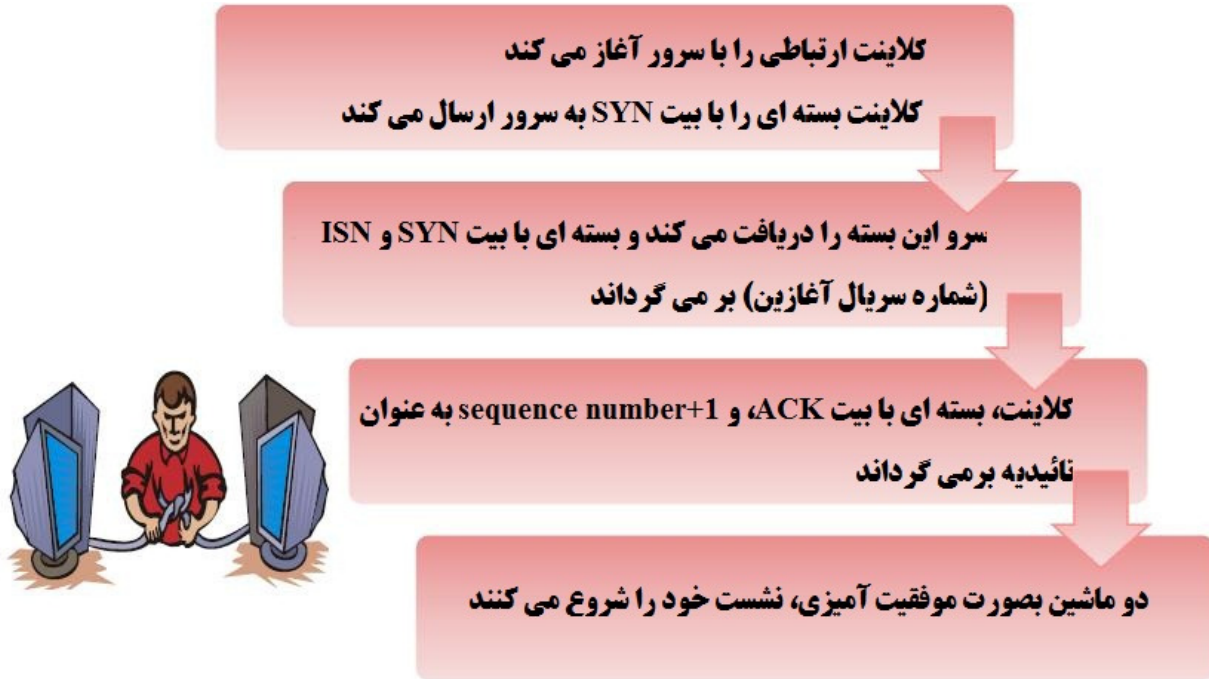 کلاینت ارتباطی را با سرور آغاز می کند
کلاینت بسته ای را با بیت SYN به سرور ارسال می کند
سرو این بسته را دریافت می کند و بسته ای با بیت SYN و ISN
(شماره سریال آغازین) بر می گرداند
کلاینت، بسته ای با بیت ACK، و sequence number+1 به عنوان
تائیدیه برمی گرداند
دو ماشین بصورت موفقیت آمیزی، نشست خود را شروع می کنند